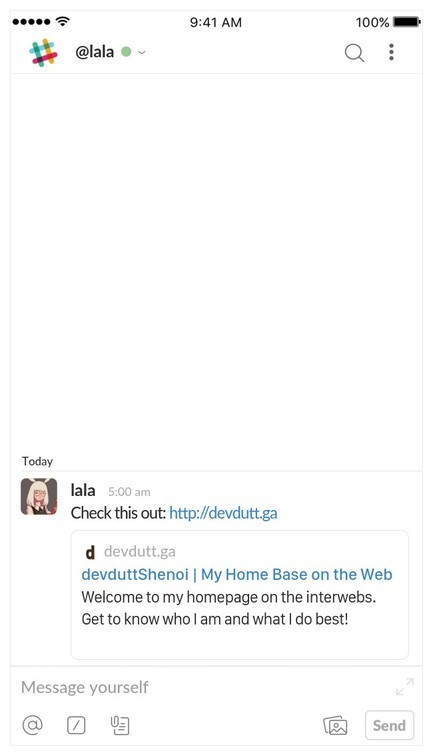 9:41 AM 100%
@lala
Today
lala 5:00 am
Check this out: http://devdutt.ga
d devdutt.ga
devduttShenoi | My Home Base on the Web
Welcome to my homepage on the interwebs.
Get to know who I am and what I do best!
Message yourself
@ / Send